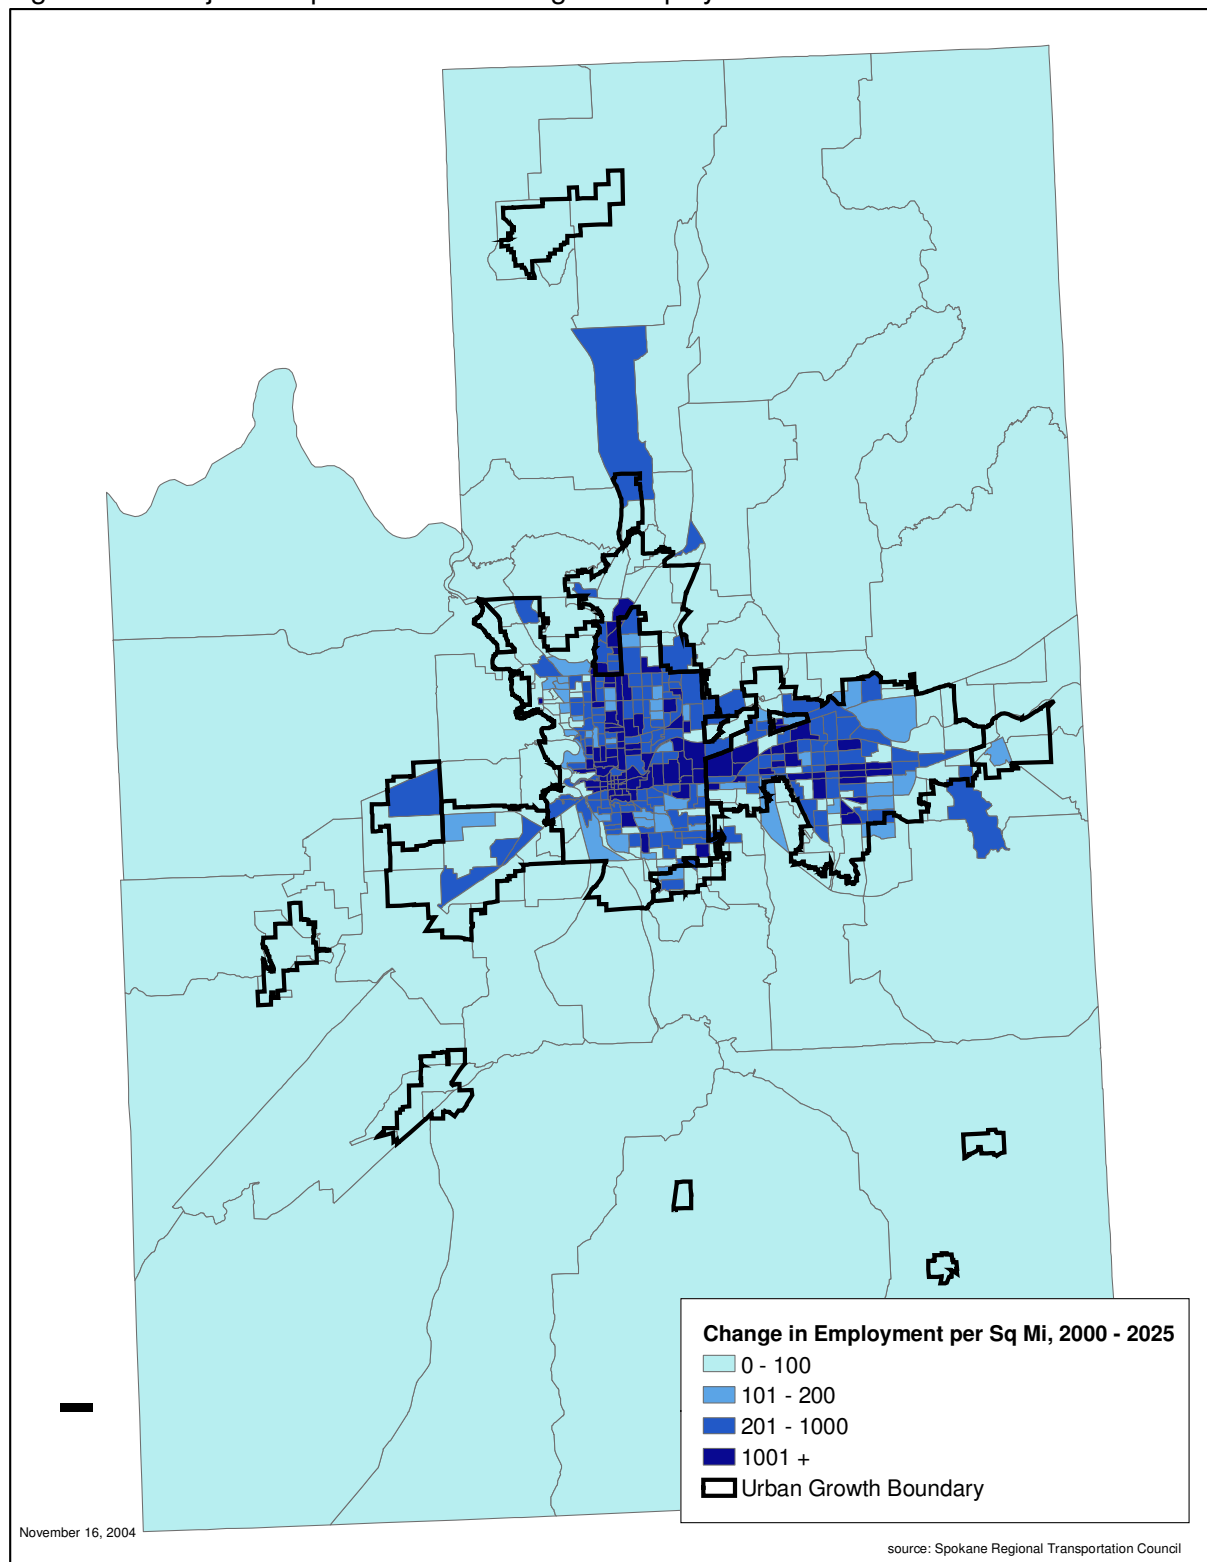 Change in Employment per Sq Mi, 2000 - 2025
0 - 100
101 - 200
201 - 1000
1001 +
Urban Growth Boundary
November 16, 2004
source: Spokane Regional Transportation Council